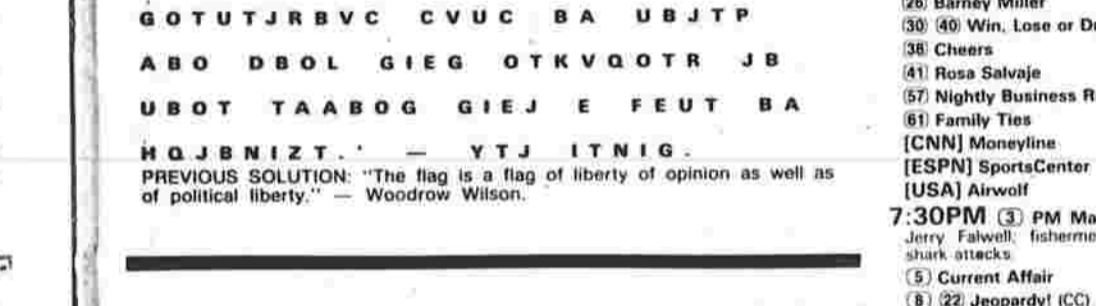 GOTUTJRBVC CVUC BA UBJTP
ABO DBOL GIEG OTKVQOTR JB
UBOT TAABOG GIEJ E FEUT BA
HQJBNIZT.' — YTJ ITNIG.
PREVIOUS SOLUTION: "The flag is a flag of liberty of opinion as well as
of political liberty." — Woodrow Wilson.
(26) Barney Miller
(30) (40) Win, Lose or
(38) Cheers
(41) Rosa Salvaje
(57) Nightly Business
(61) Family Ties
[CNN] Moneyline
[ESPN] SportsCenter
[USA] Airwolf
7:30PM (3) PM
Jerry Falwell; 
shark attacks.
(5) Current Affair
(8) (22) Jeopardy! (CC)